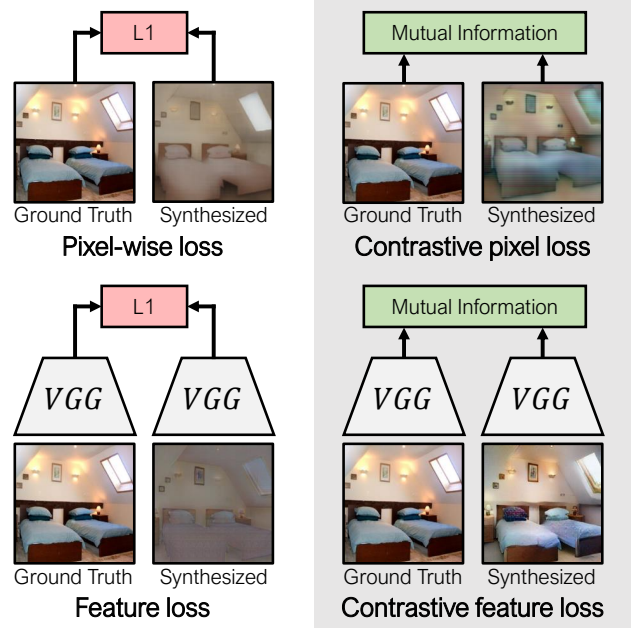 L1
Ground Truth
Synthesized
Pixel-wise loss
Mutual Information
Ground Truth
Synthesized
Contrastive pixel loss
L1
VGG
VGG
Ground Truth
Synthesized
Feature loss
Mutual Information
VGG
VGG
Ground Truth
Synthesized
Contrastive feature loss